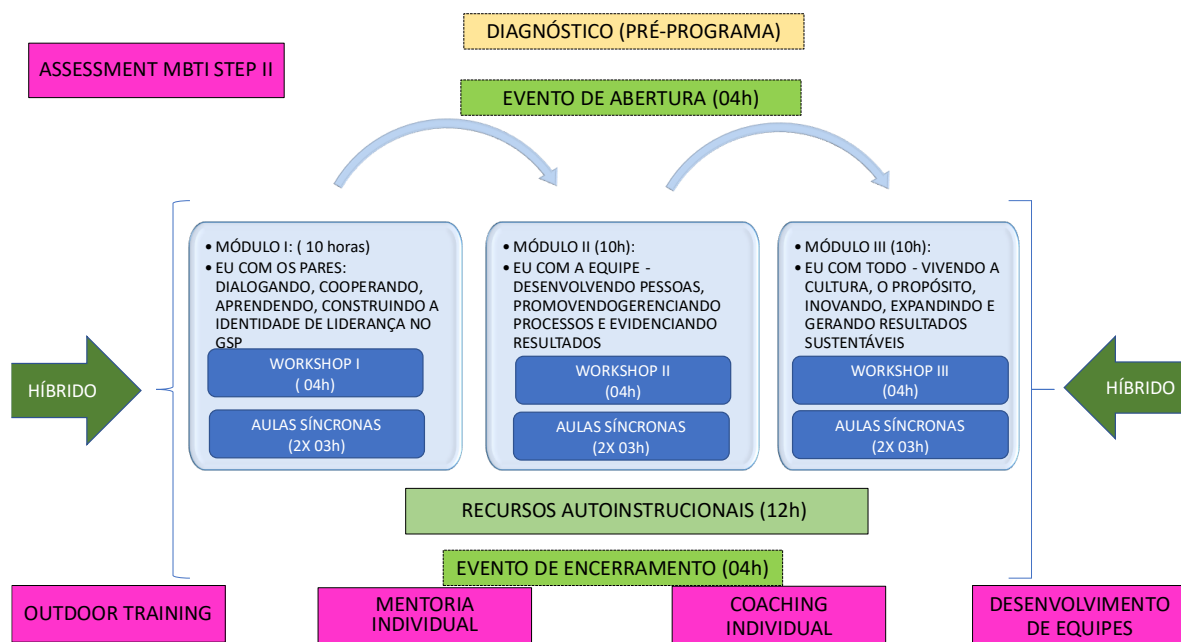 DIAGNÓSTICO (PRÉ-PROGRAMA)
ASSESSMENT MBTI STEP II
EVENTO DE ABERTURA (04h)
• MÓDULO I: ( 10 horas)
• EU COM OS PARES:
DIALOGANDO, COOPERANDO,
APRENDENDO, CONSTRUINDO A
IDENTIDADE DE LIDERANÇA NO
GSP
WORKSHOP I
( 04h)
AULAS SÍNCRONAS
(2X 03h)
• MÓDULO II (10h):
• EU COM A EQUIPE -
DESENVOLVENDO PESSOAS,
PROMOVENDOGERENCIANDO
PROCESSOS E EVIDENCIANDO
RESULTADOS
WORKSHOP II
(04h)
AULAS SÍNCRONAS
(2X 03h)
• MÓDULO III (10h):
• EU COM TODO - VIVENDO A
CULTURA, O PROPÓSITO,
INOVANDO, EXPANDINDO E
GERANDO RESULTADOS
SUSTENTÁVEIS
WORKSHOP III
(04h)
AULAS SÍNCRONAS
(2X 03h)
HÍBRIDO
HÍBRIDO
RECURSOS AUTOINSTRUCIONAIS (12h)
EVENTO DE ENCERRAMENTO (04h)
OUTDOOR TRAINING
MENTORIA
INDIVIDUAL
COACHING
INDIVIDUAL
DESENVOLVIMENTO
DE EQUIPES